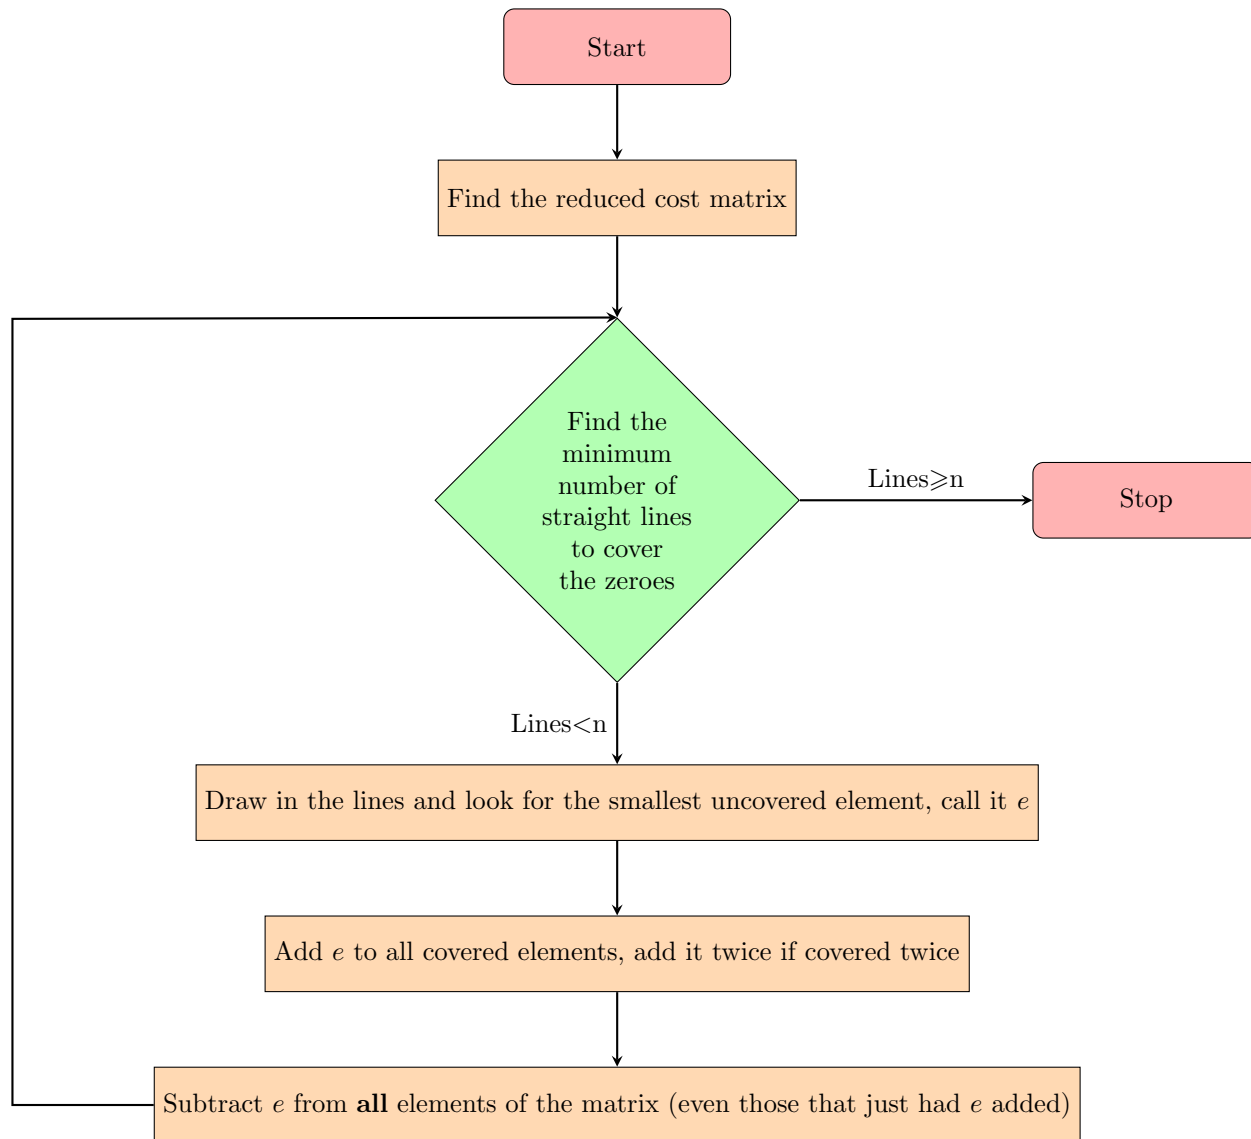 Start
Find the reduced cost matrix
Find the
minimum
number of
straight lines
to cover
the zeroes
Lines⩾n
Stop
Lines<n
Draw in the lines and look for the smallest uncovered element, call it e
Add e to all covered elements, add it twice if covered twice
Subtract e from all elements of the matrix (even those that just had e added)